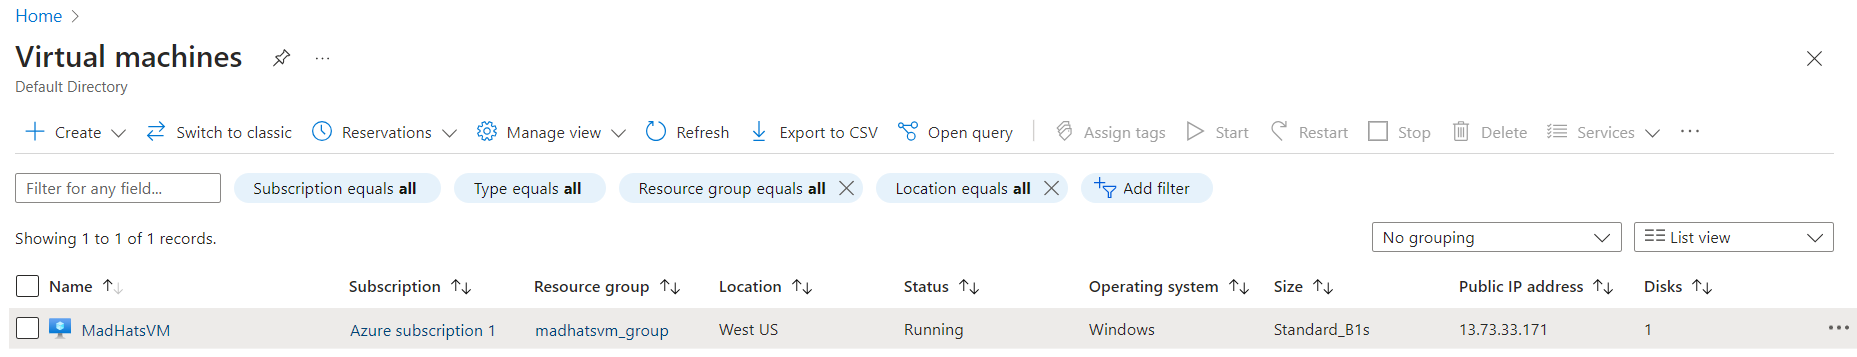 Home
Virtual machines
Default Directory
Create Switch to classic Reservations Manage view Refresh Export to CSV Open query Assign tags Start Restart Stop Delete Services
Filter for any field... Subscription equals all Type equals all Resource group equals all Location equals all Add filter
Showing 1 to 1 of 1 records. No grouping List view
Name Subscription Resource group Location Status Operating system Size Public IP address Disks
MadHatsVM Azure subscription 1 madhatsvm_group West US Running Windows Standard_B1s 13.73.33.171 1